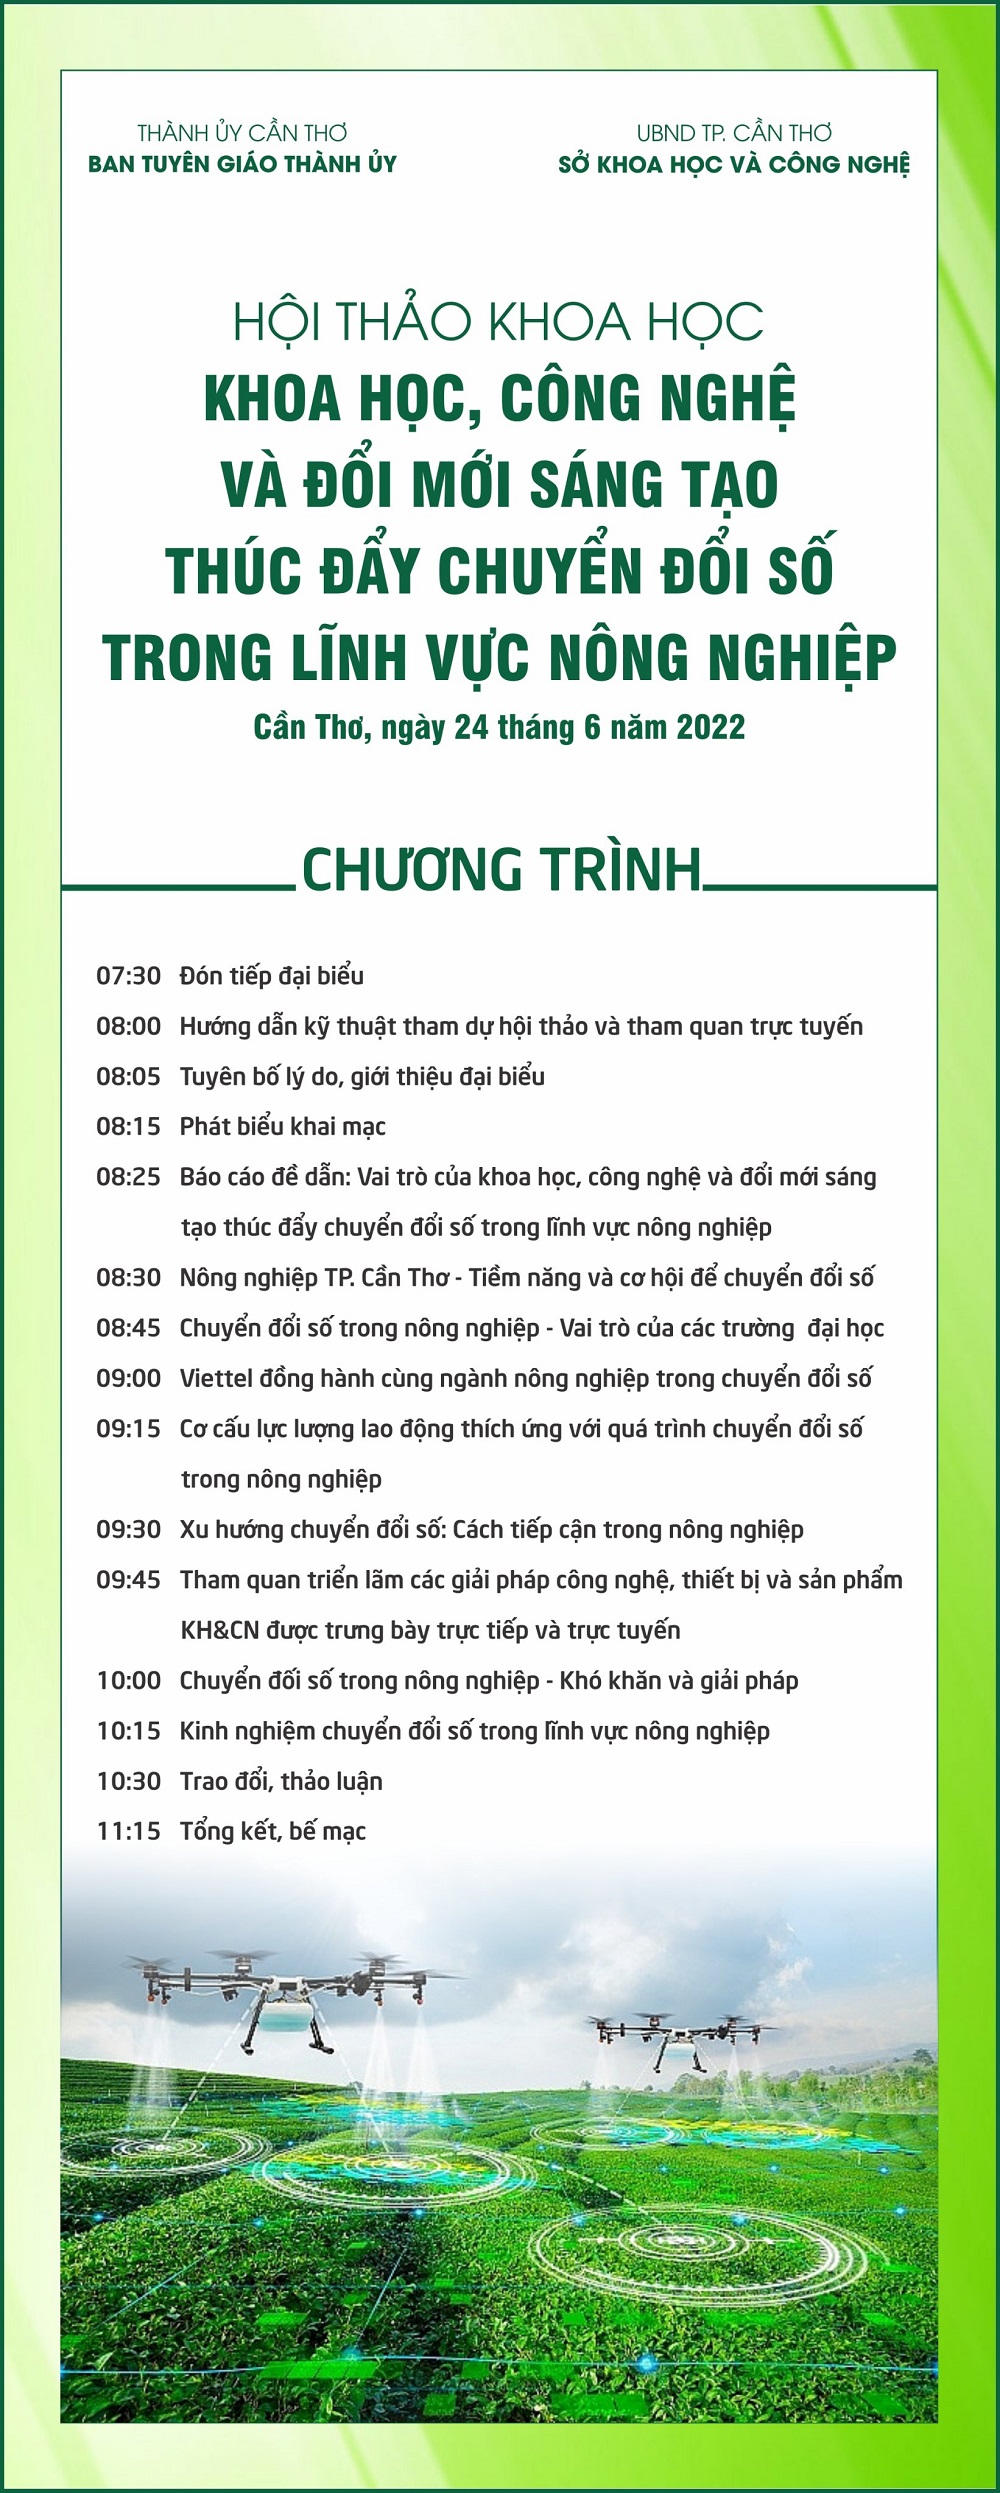 THÀNH ỦY CẦN THƠ
BAN TUYÊN GIÁO THÀNH ỦY
UBND TP. CẦN THƠ
SỞ KHOA HỌC VÀ CÔNG NGHỆ
HỘI THẢO KHOA HỌC
KHOA HỌC, CÔNG NGHỆ
VÀ ĐỔI MỚI SÁNG TẠO
THÚC ĐẨY CHUYỂN ĐỔI SỐ
TRONG LĨNH VỰC NÔNG NGHIỆP
Cần Thơ, ngày 24 tháng 6 năm 2022
CHƯƠNG TRÌNH
07:30 Đón tiếp đại biểu
08:00 Hướng dẫn kỹ thuật tham dự hội thảo và tham quan trực tuyến
08:05 Tuyên bố lý do, giới thiệu đại biểu
08:15 Phát biểu khai mạc
08:25 Báo cáo đề dẫn: Vai trò của khoa học, công nghệ và đổi mới sáng
tạo thúc đẩy chuyển đổi số trong lĩnh vực nông nghiệp
08:30 Nông nghiệp TP. Cần Thơ - Tiềm năng và cơ hội để chuyển đổi số
08:45 Chuyển đổi số trong nông nghiệp - Vai trò của các trường đại học
09:00 Viettel đồng hành cùng ngành nông nghiệp trong chuyển đổi số
09:15 Cơ cấu lực lượng lao động thích ứng với quá trình chuyển đổi số
trong nông nghiệp
09:30 Xu hướng chuyển đổi số: Cách tiếp cận trong nông nghiệp
09:45 Tham quan triển lãm các giải pháp công nghệ, thiết bị và sản phẩm
KH&CN được trưng bày trực tiếp và trực tuyến
10:00 Chuyển đối số trong nông nghiệp - Khó khăn và giải pháp
10:15 Kinh nghiệm chuyển đổi số trong lĩnh vực nông nghiệp
10:30 Trao đổi, thảo luận
11:15 Tổng kết, bế mạc